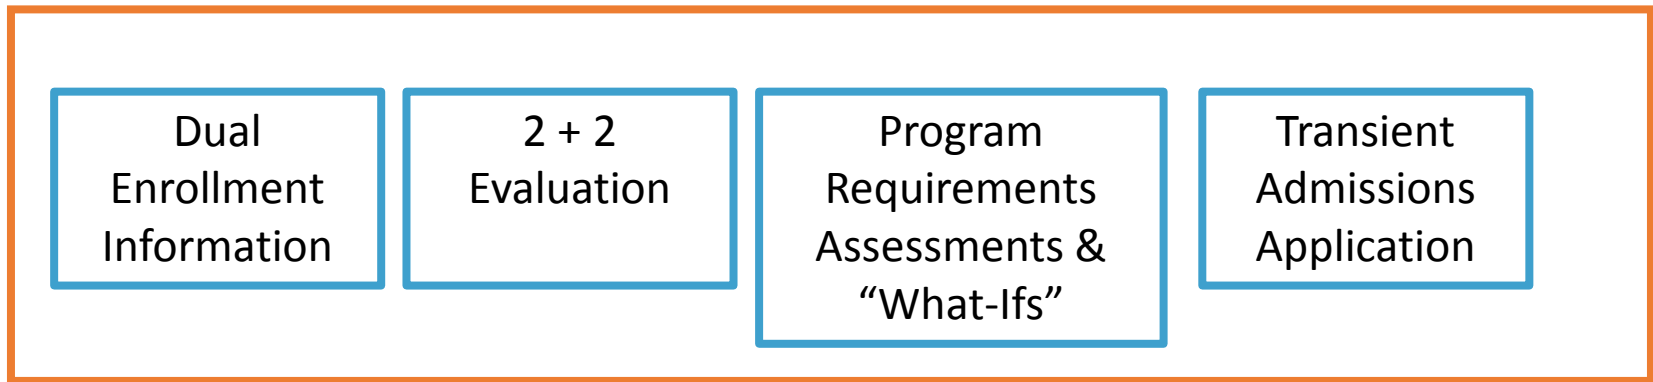 Dual
Enrollment
Information
2 + 2
Evaluation
Program
Requirements
Assessments &
“What-Ifs”
Transient
Admissions
Application